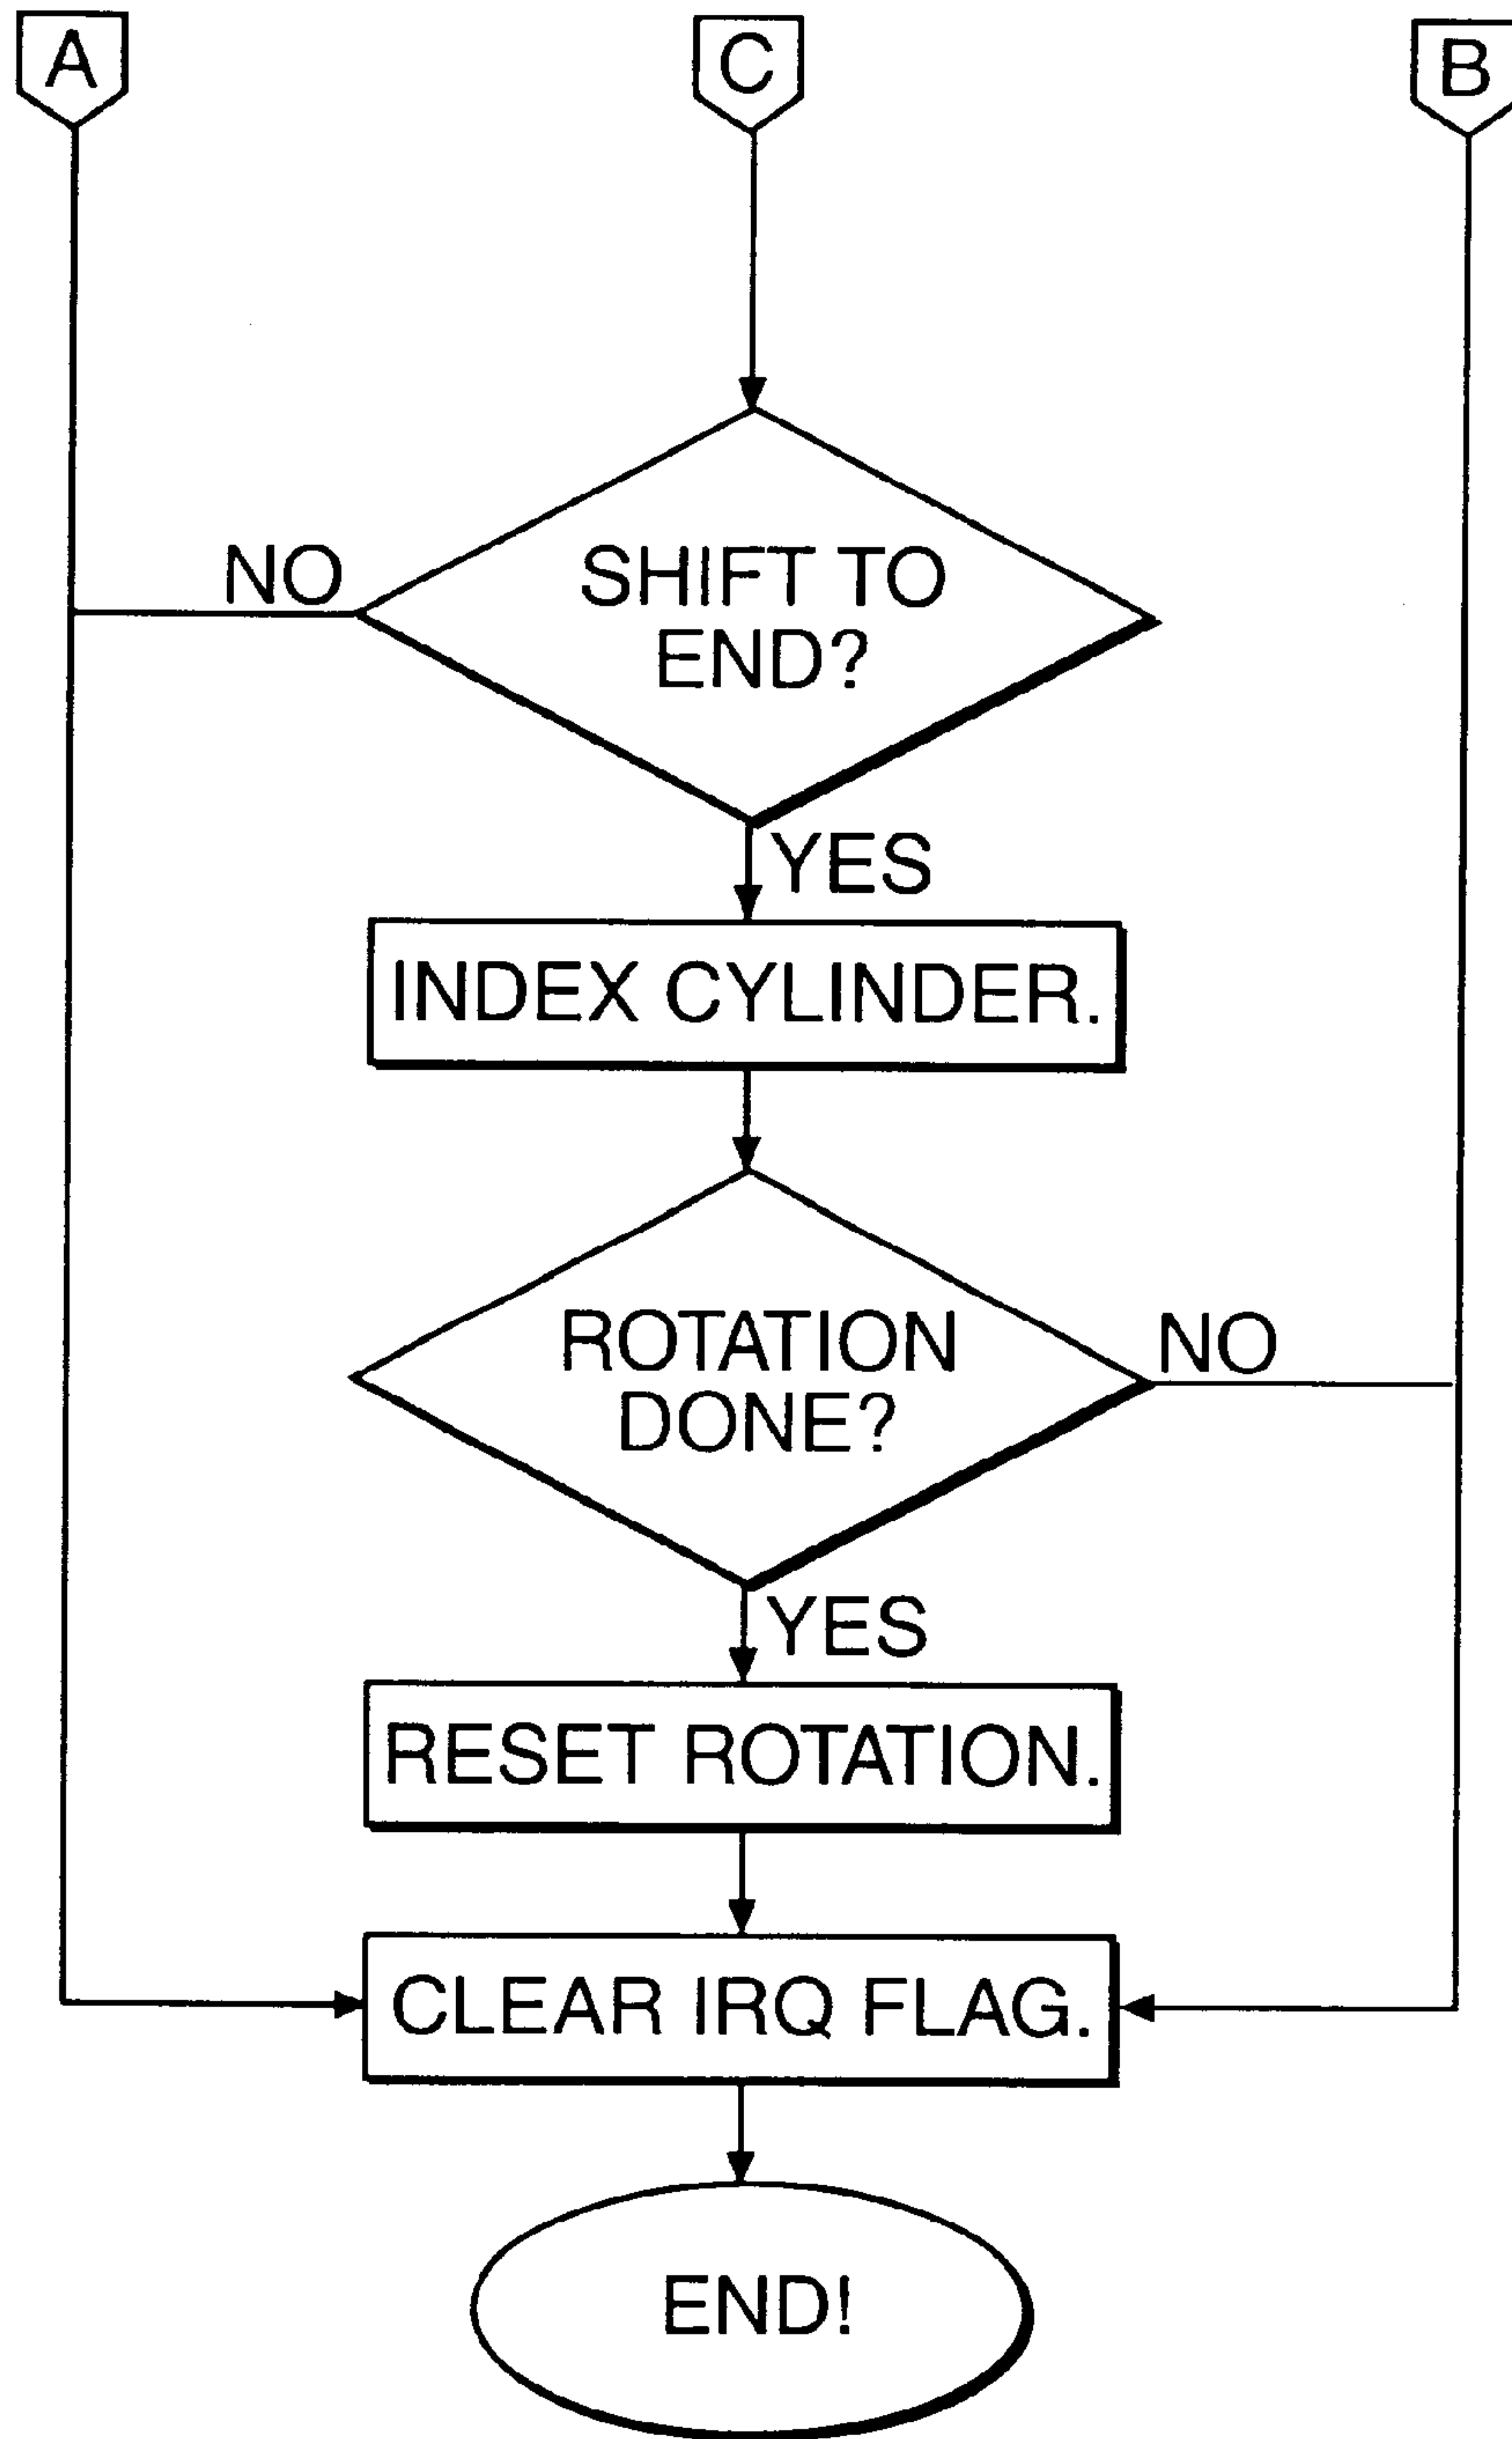 A
C
B
NO
SHIFT TO
END?
YES
INDEX CYLINDER.
ROTATION
DONE?
NO
YES
RESET ROTATION.
CLEAR IRQ FLAG.
END!